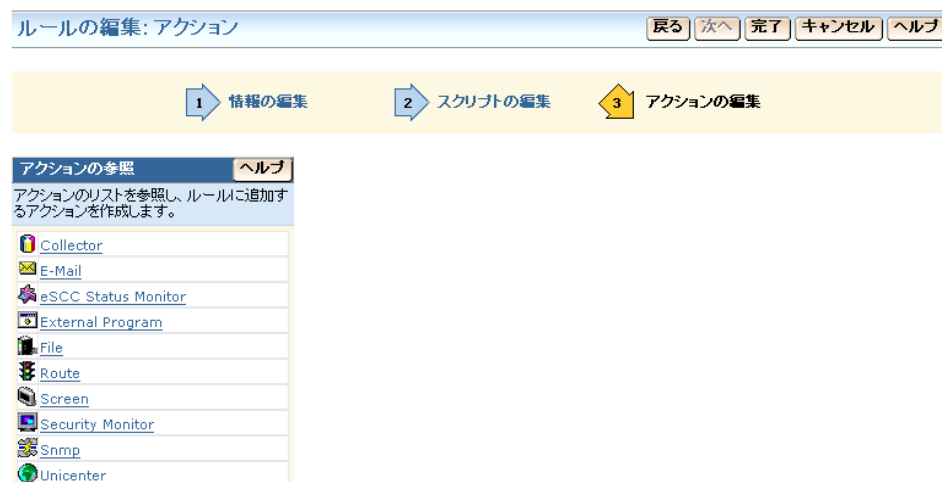 ルールの編集: アクション
戻る 次へ 完了 キャンセル ヘルプ
1 情報の編集 2 スクリプトの編集 3 アクションの編集
アクションの参照 ヘルプ
アクションのリストを参照し、ルールに追加す
るアクションを作成します。
Collector
E-Mail
eSCC Status Monitor
External Program
File
Route
Screen
Security Monitor
Snmp
Unicenter